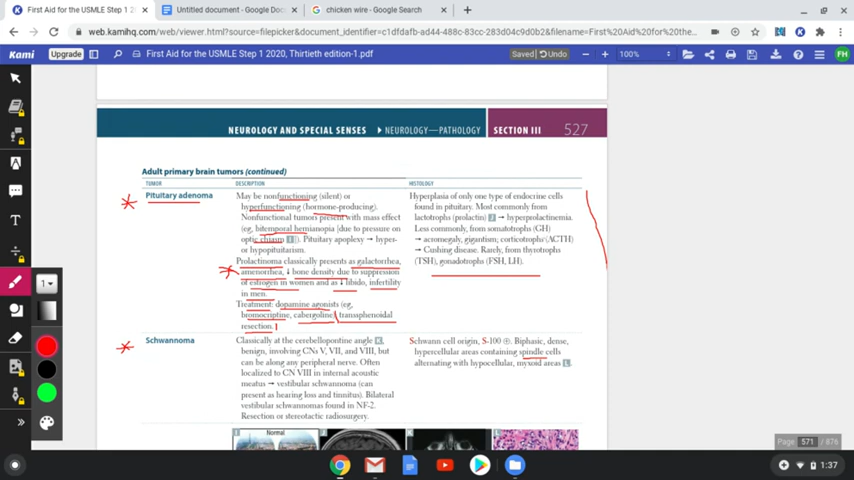 First Aid for the USMLE Step 1
Untitled document - Google Doc
chicken wire - Google Search
web.kamihq.com/web/viewer.html?source=filepicker&document_identifier=c1dfdafb-ad44-488c-83cc-283d04c9d0b2&filename=First%20Aid%20for%20the...
Kami
Upgrade
First Aid for the USMLE Step 1 2020, Thirtieth edition-1.pdf
Saved
Undo
100%
FH
NEUROLOGY AND SPECIAL SENSES NEUROLOGY—PATHOLOGY SECTION III 527
Adult primary brain tumors (continued)
TUMOR DESCRIPTION HISTOLOGY
Pituitary adenoma
May be nonfunctioning (silent) or
hyperfunctioning (hormone-producing).
Nonfunctional tumors present with mass effect
(eg, bitemporal hemianopia [due to pressure on
optic chiasm I]). Pituitary apoplexy → hyper-
or hypopituitarism.
Prolactinoma classically presents as galactorrhea,
amenorrhea, ↓ bone density due to suppression
of estrogen in women and as ↓ libido, infertility
in men.
Treatment: dopamine agonists (eg,
bromocriptine, cabergoline), transsphenoidal
resection.
Hyperplasia of only one type of endocrine cells
found in pituitary. Most commonly from
lactotrophs (prolactin) J → hyperprolactinemia.
Less commonly, from somatotrophs (GH)
→ acromegaly, gigantism; corticotrophs (ACTH)
→ Cushing disease. Rarely, from thyrotrophs
(TSH), gonadotrophs (FSH, LH).
Schwannoma
Classically at the cerebellopontine angle K,
benign, involving CNs V, VII, and VIII, but
can be along any peripheral nerve. Often
localized to CN VIII in internal acoustic
meatus → vestibular schwannoma (can
present as hearing loss and tinnitus). Bilateral
vestibular schwannomas found in NF-2.
Resection or stereotactic radiosurgery.
Schwann cell origin, S-100 ⊕. Biphasic, dense,
hypercellular areas containing spindle cells
alternating with hypocellular, myxoid areas L.
I Normal J K L
Page 571 / 876
1
T
1:37